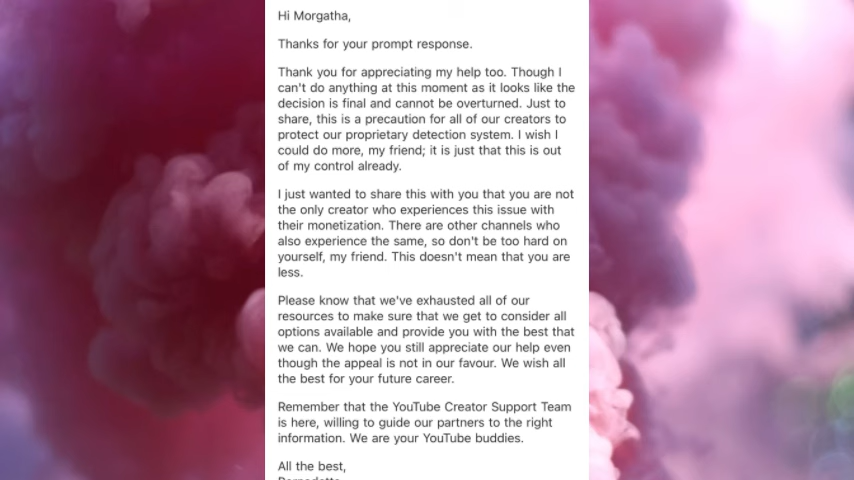 Hi Morgatha,
Thanks for your prompt response.
Thank you for appreciating my help too. Though I
can't do anything at this moment as it looks like the
decision is final and cannot be overturned. Just to
share, this is a precaution for all of our creators to
protect our proprietary detection system. I wish I
could do more, my friend; it is just that this is out
of my control already.
I just wanted to share this with you that you are not
the only creator who experiences this issue with
their monetization. There are other channels who
also experience the same, so don't be too hard on
yourself, my friend. This doesn't mean that you are
less.
Please know that we've exhausted all of our
resources to make sure that we get to consider all
options available and provide you with the best that
we can. We hope you still appreciate our help even
though the appeal is not in our favour. We wish all
the best for your future career.
Remember that the YouTube Creator Support Team
is here, willing to guide our partners to the right
information. We are your YouTube buddies.
All the best,